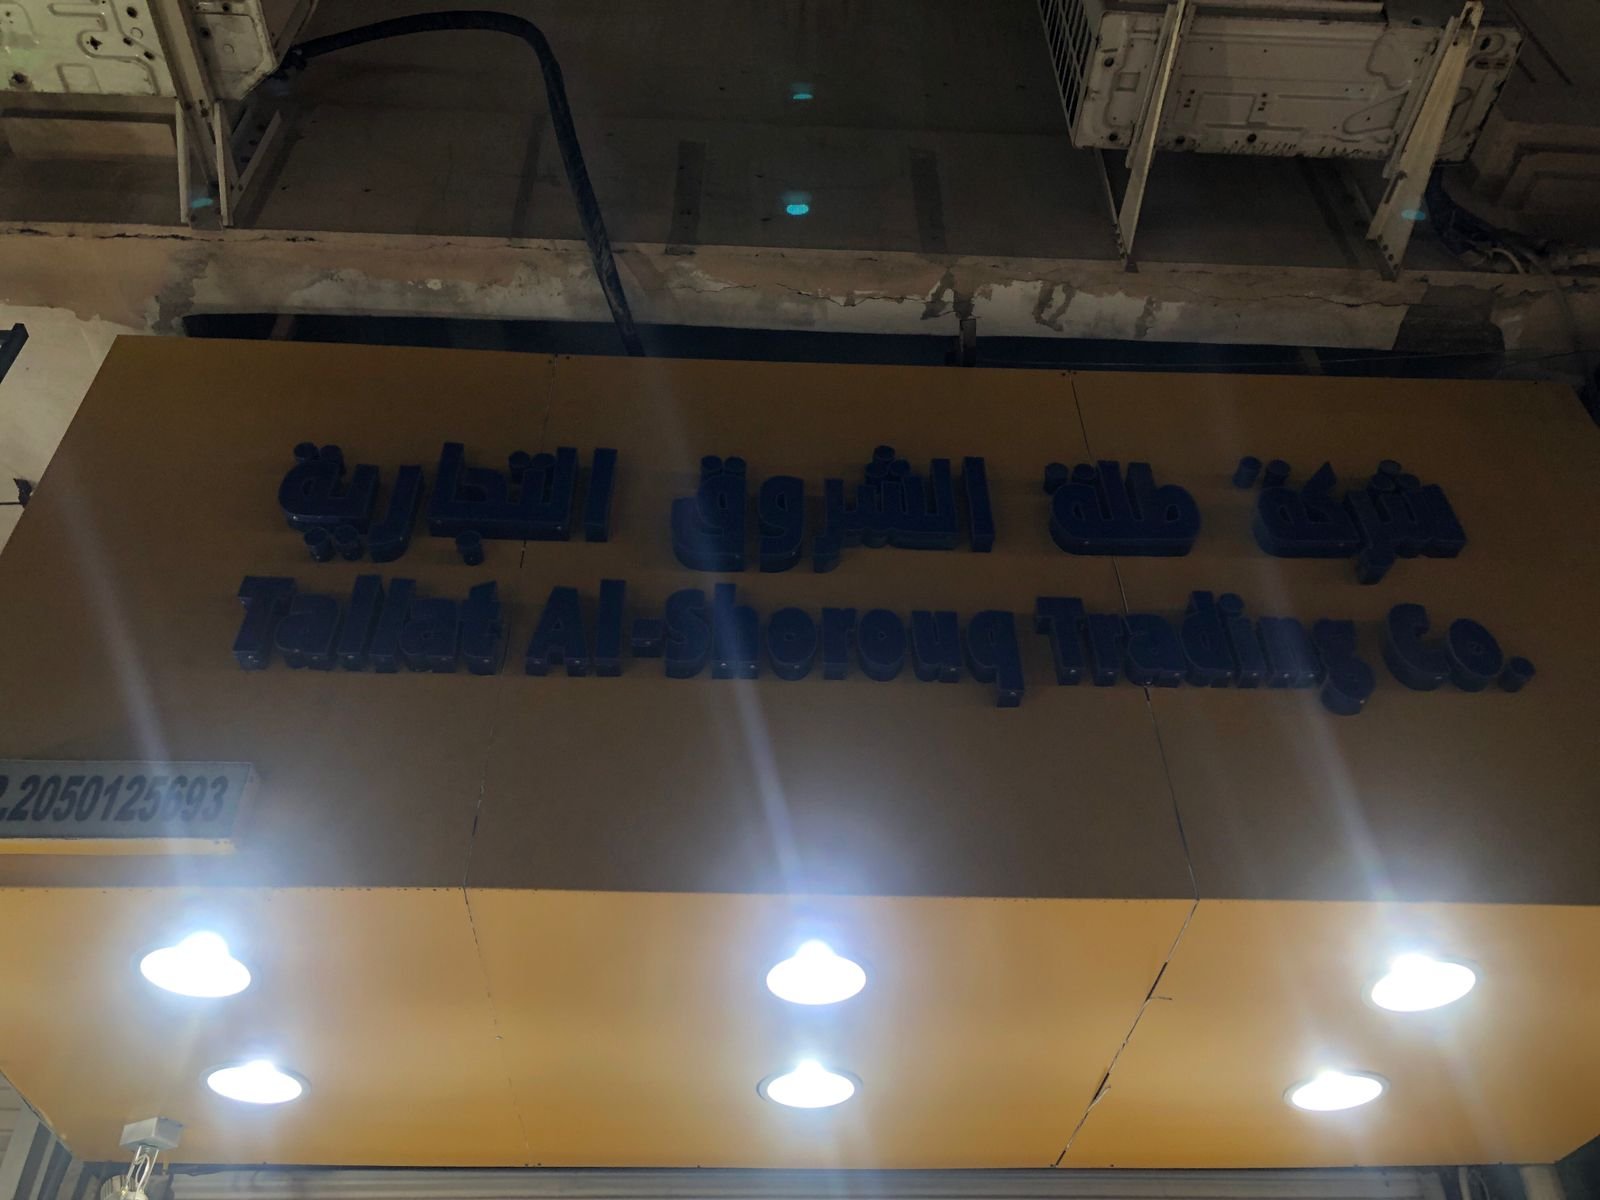 شركة طلة الشروق التجارية
Tallat Al-Shorouq Trading Co.
.2050125693